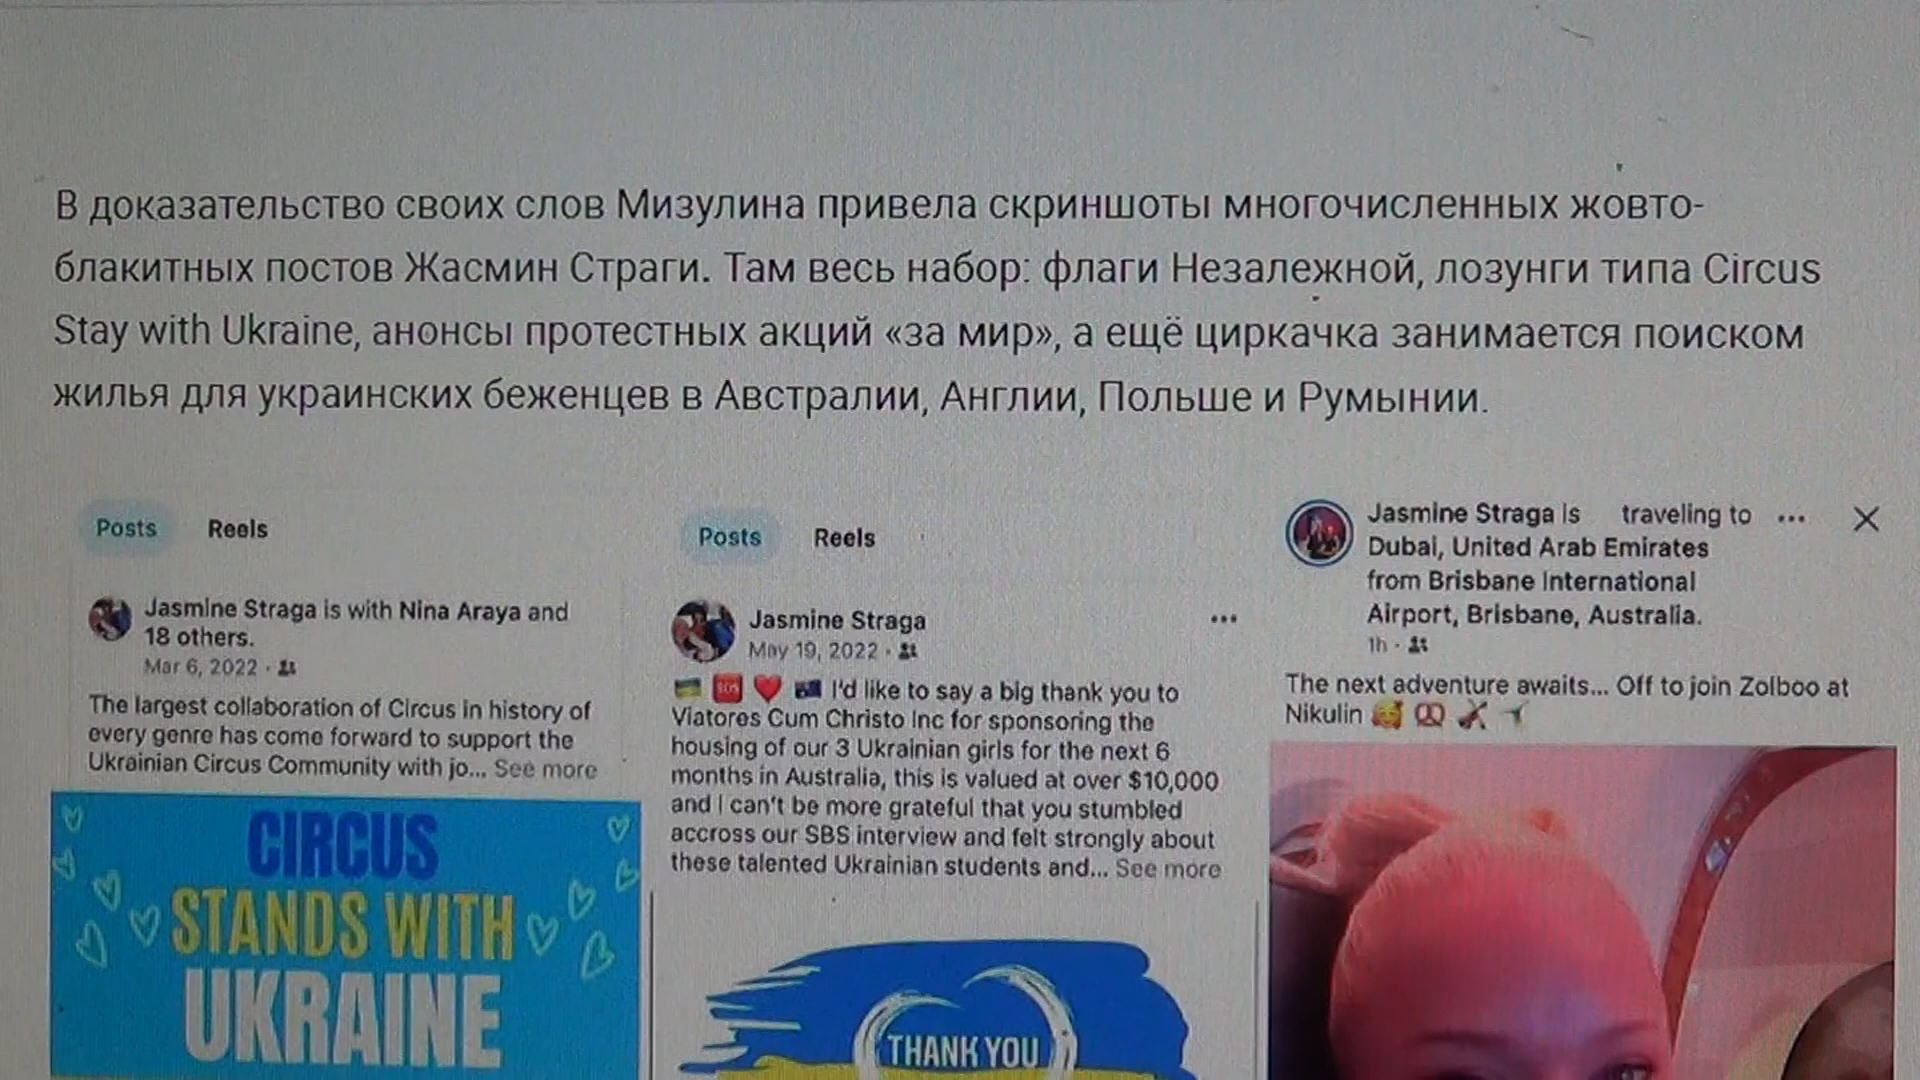 В доказательство своих слов Мизулина привела скриншоты многочисленных жовто-
блакитных постов Жасмин Страги. Там весь набор: флаги Незалежной, лозунги типа Circus
Stay with Ukraine, анонсы протестных акций «за мир», а ещё циркачка занимается поиском
жилья для украинских беженцев в Австралии, Англии, Польше и Румынии.
Posts Reels
Jasmine Straga is with Nina Araya and
18 others.
Mar 6, 2022
The largest collaboration of Circus in history of
every genre has come forward to support the
Ukrainian Circus Community with jo... See more
CIRCUS
STANDS WITH
UKRAINE
Posts Reels
Jasmine Straga
May 19, 2022
SOS I'd like to say a big thank you to
Viatores Cum Christo Inc for sponsoring the
housing of our 3 Ukrainian girls for the next 6
months in Australia, this is valued at over $10,000
and I can't be more grateful that you stumbled
accross our SBS interview and felt strongly about
these talented Ukrainian students and... See more
THANK YOU
Jasmine Straga is traveling to
Dubai, United Arab Emirates
from Brisbane International
Airport, Brisbane, Australia.
1h
The next adventure awaits... Off to join Zolboo at
Nikulin